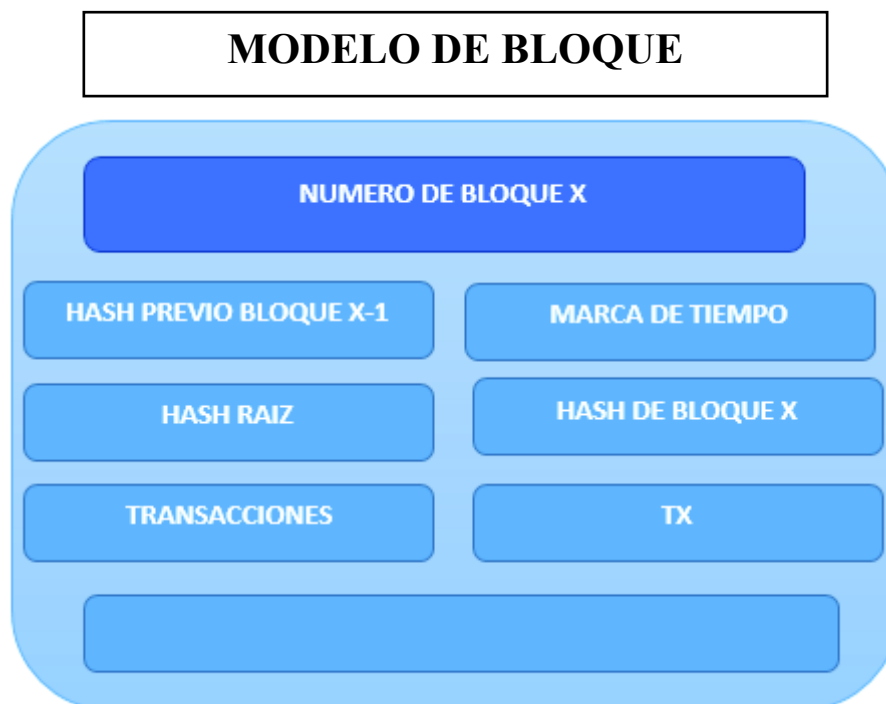 MODELO DE BLOQUE
NUMERO DE BLOQUE X
HASH PREVIO BLOQUE X-1
MARCA DE TIEMPO
HASH RAIZ
HASH DE BLOQUE X
TRANSACCIONES
TX